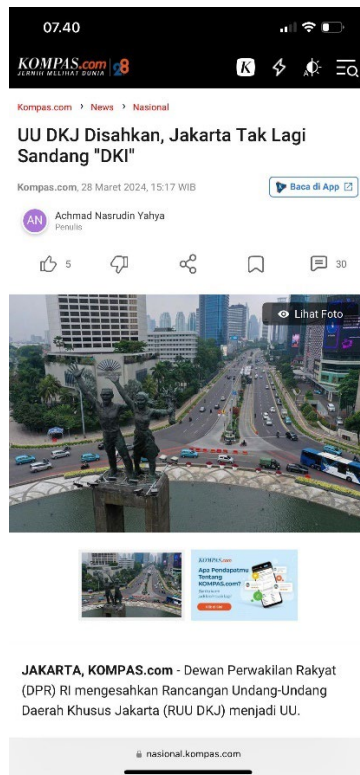 07.40
KOMPAS.com 28
JERNIH MELIHAT DUNIA
K
A
Kompas.com › News › Nasional
UU DKJ Disahkan, Jakarta Tak Lagi
Sandang "DKI"
Kompas.com, 28 Maret 2024, 15:17 WIB
Baca di App
AN
Achmad Nasrudin Yahya
Penulis
5
30
Lihat Foto
KOMPAS.com
Apa Pendapatmu
Tentang
KOMPAS.com?
JAKARTA, KOMPAS.com - Dewan Perwakilan Rakyat
(DPR) RI mengesahkan Rancangan Undang-Undang
Daerah Khusus Jakarta (RUU DKJ) menjadi UU.
nasional.kompas.com